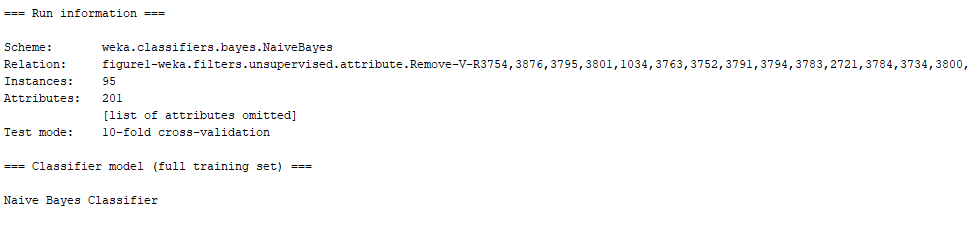 === Run information ===
Scheme: weka.classifiers.bayes.NaiveBayes
Relation: figure1-weka.filters.unsupervised.attribute.Remove-V-R3754,3876,3795,3801,1034,3763,3752,3791,3794,3783,2721,3784,3734,3800,
Instances: 95
Attributes: 201
[list of attributes omitted]
Test mode: 10-fold cross-validation
=== Classifier model (full training set) ===
Naive Bayes Classifier